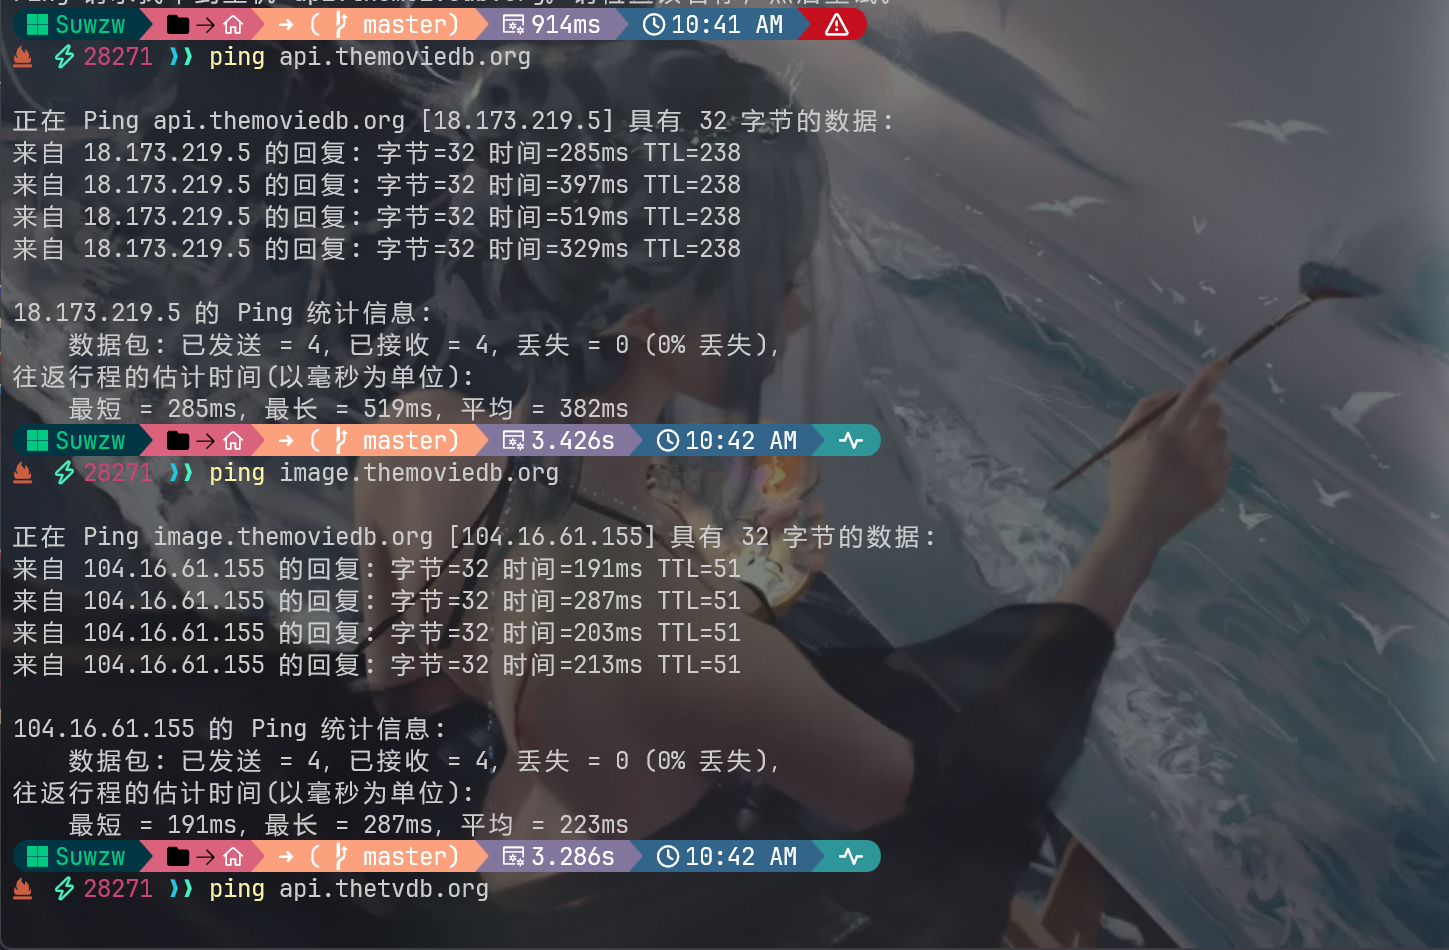 Suwzw → ( master) 914ms 10:41 AM
28271 ping api.themoviedb.org
正在 Ping api.themoviedb.org [18.173.219.5] 具有 32 字节的数据:
来自 18.173.219.5 的回复: 字节=32 时间=285ms TTL=238
来自 18.173.219.5 的回复: 字节=32 时间=397ms TTL=238
来自 18.173.219.5 的回复: 字节=32 时间=519ms TTL=238
来自 18.173.219.5 的回复: 字节=32 时间=329ms TTL=238
18.173.219.5 的 Ping 统计信息:
数据包: 已发送 = 4, 已接收 = 4, 丢失 = 0 (0% 丢失),
往返行程的估计时间(以毫秒为单位):
最短 = 285ms, 最长 = 519ms, 平均 = 382ms
Suwzw → ( master) 3.426s 10:42 AM
28271 ping image.themoviedb.org
正在 Ping image.themoviedb.org [104.16.61.155] 具有 32 字节的数据:
来自 104.16.61.155 的回复: 字节=32 时间=191ms TTL=51
来自 104.16.61.155 的回复: 字节=32 时间=287ms TTL=51
来自 104.16.61.155 的回复: 字节=32 时间=203ms TTL=51
来自 104.16.61.155 的回复: 字节=32 时间=213ms TTL=51
104.16.61.155 的 Ping 统计信息:
数据包: 已发送 = 4, 已接收 = 4, 丢失 = 0 (0% 丢失),
往返行程的估计时间(以毫秒为单位):
最短 = 191ms, 最长 = 287ms, 平均 = 223ms
Suwzw → ( master) 3.286s 10:42 AM
28271 ping api.thetvdb.org